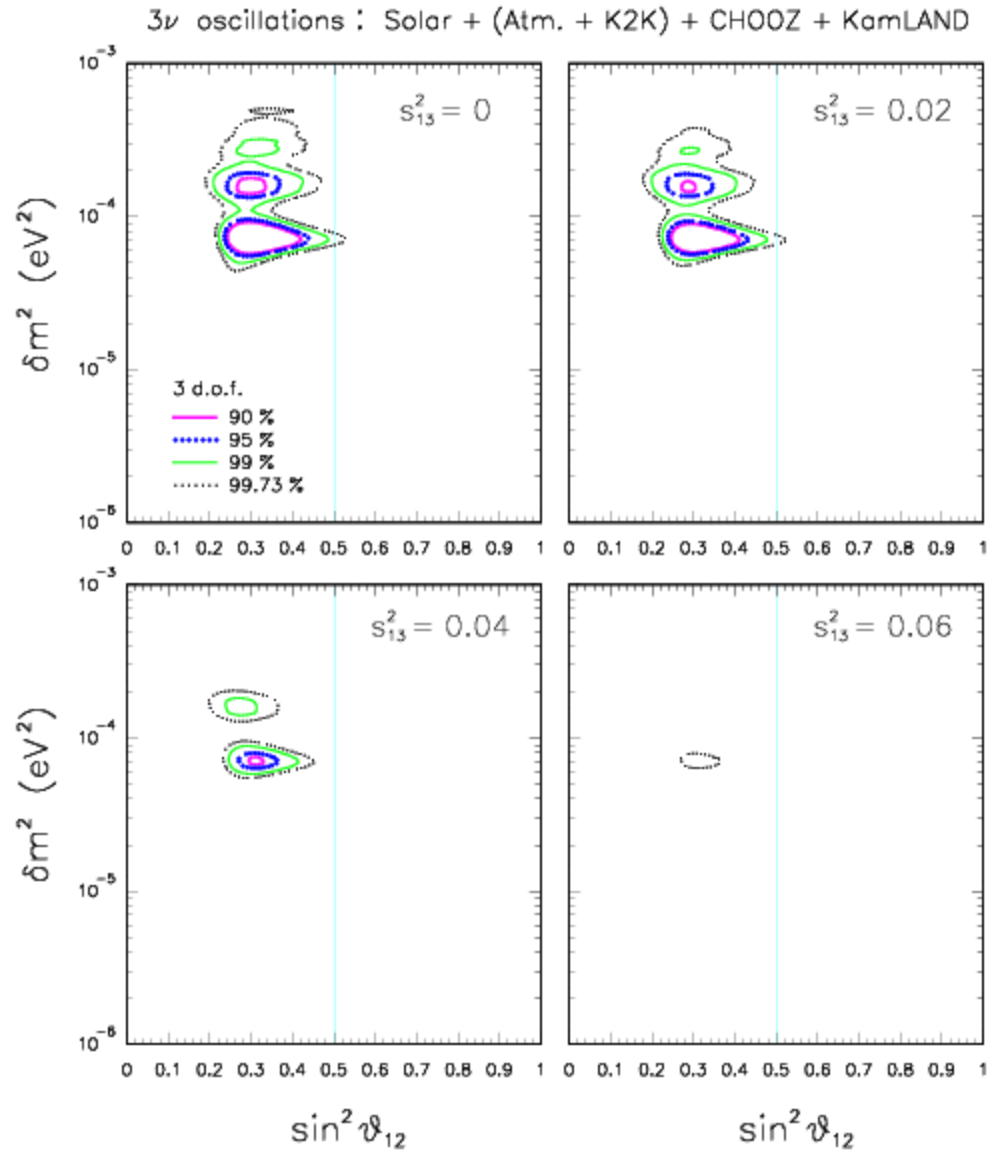 3ν oscillations : Solar + (Atm. + K2K) + CHOOZ + KamLAND
10⁻³
s²₁₃ = 0
s²₁₃ = 0.02
10⁻⁴
δm² (eV²)
10⁻⁵
3 d.o.f.
90 %
95 %
99 %
99.73 %
10⁻⁶
0 0.1 0.2 0.3 0.4 0.5 0.6 0.7 0.8 0.9 1
0 0.1 0.2 0.3 0.4 0.5 0.6 0.7 0.8 0.9 1
10⁻³
s²₁₃ = 0.04
s²₁₃ = 0.06
10⁻⁴
δm² (eV²)
10⁻⁵
10⁻⁶
0 0.1 0.2 0.3 0.4 0.5 0.6 0.7 0.8 0.9 1
0 0.1 0.2 0.3 0.4 0.5 0.6 0.7 0.8 0.9 1
sin²ϑ₁₂
sin²ϑ₁₂